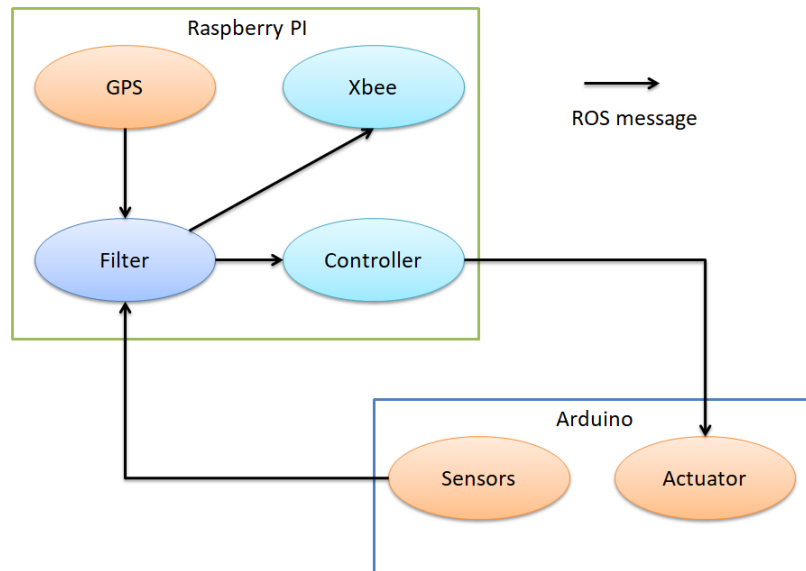 Raspberry PI
GPS
Xbee
ROS message
Filter
Controller
Arduino
Sensors
Actuator